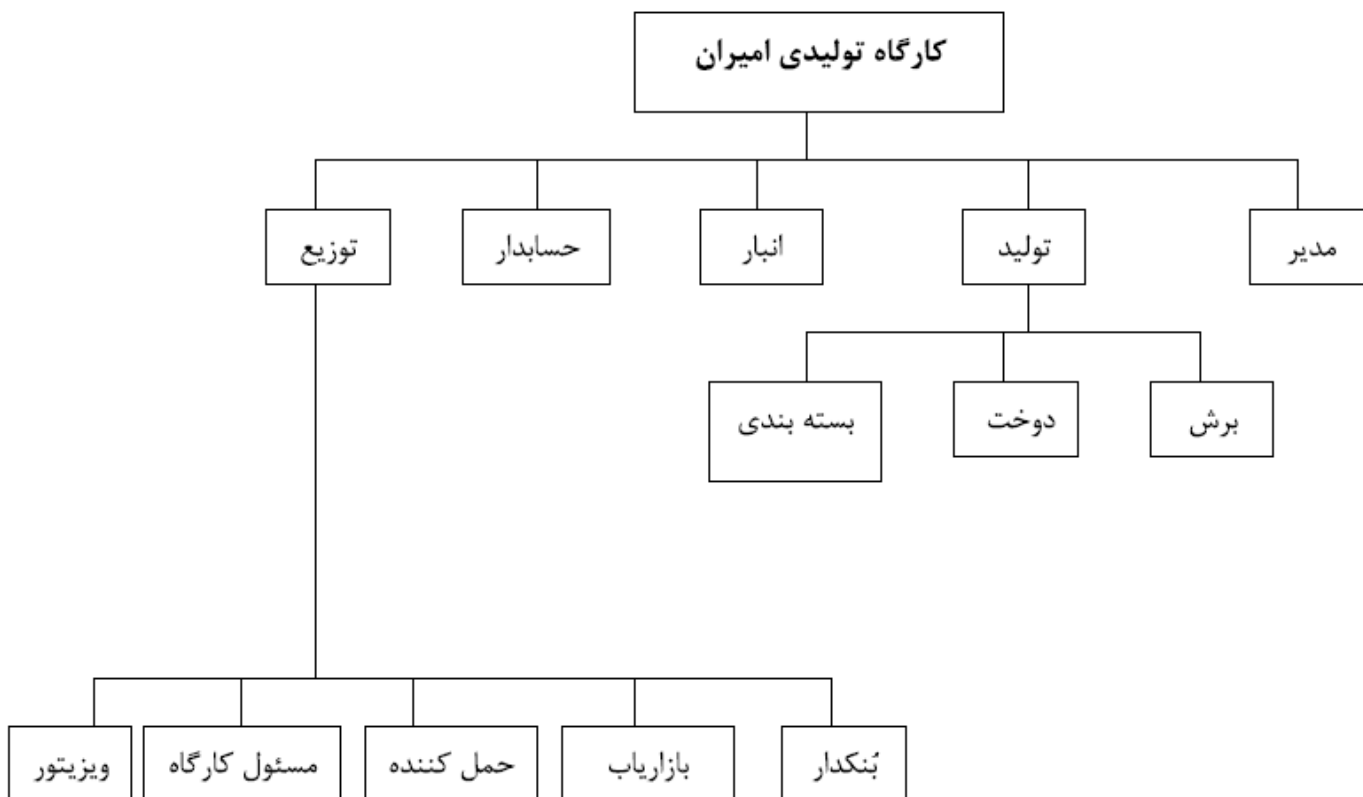 کارگاه تولیدی امیران
مدیر
تولید
انبار
حسابدار
توزیع
برش
دوخت
بسته بندی
بُنکدار
بازاریاب
حمل کننده
مسئول کارگاه
ویزیتور